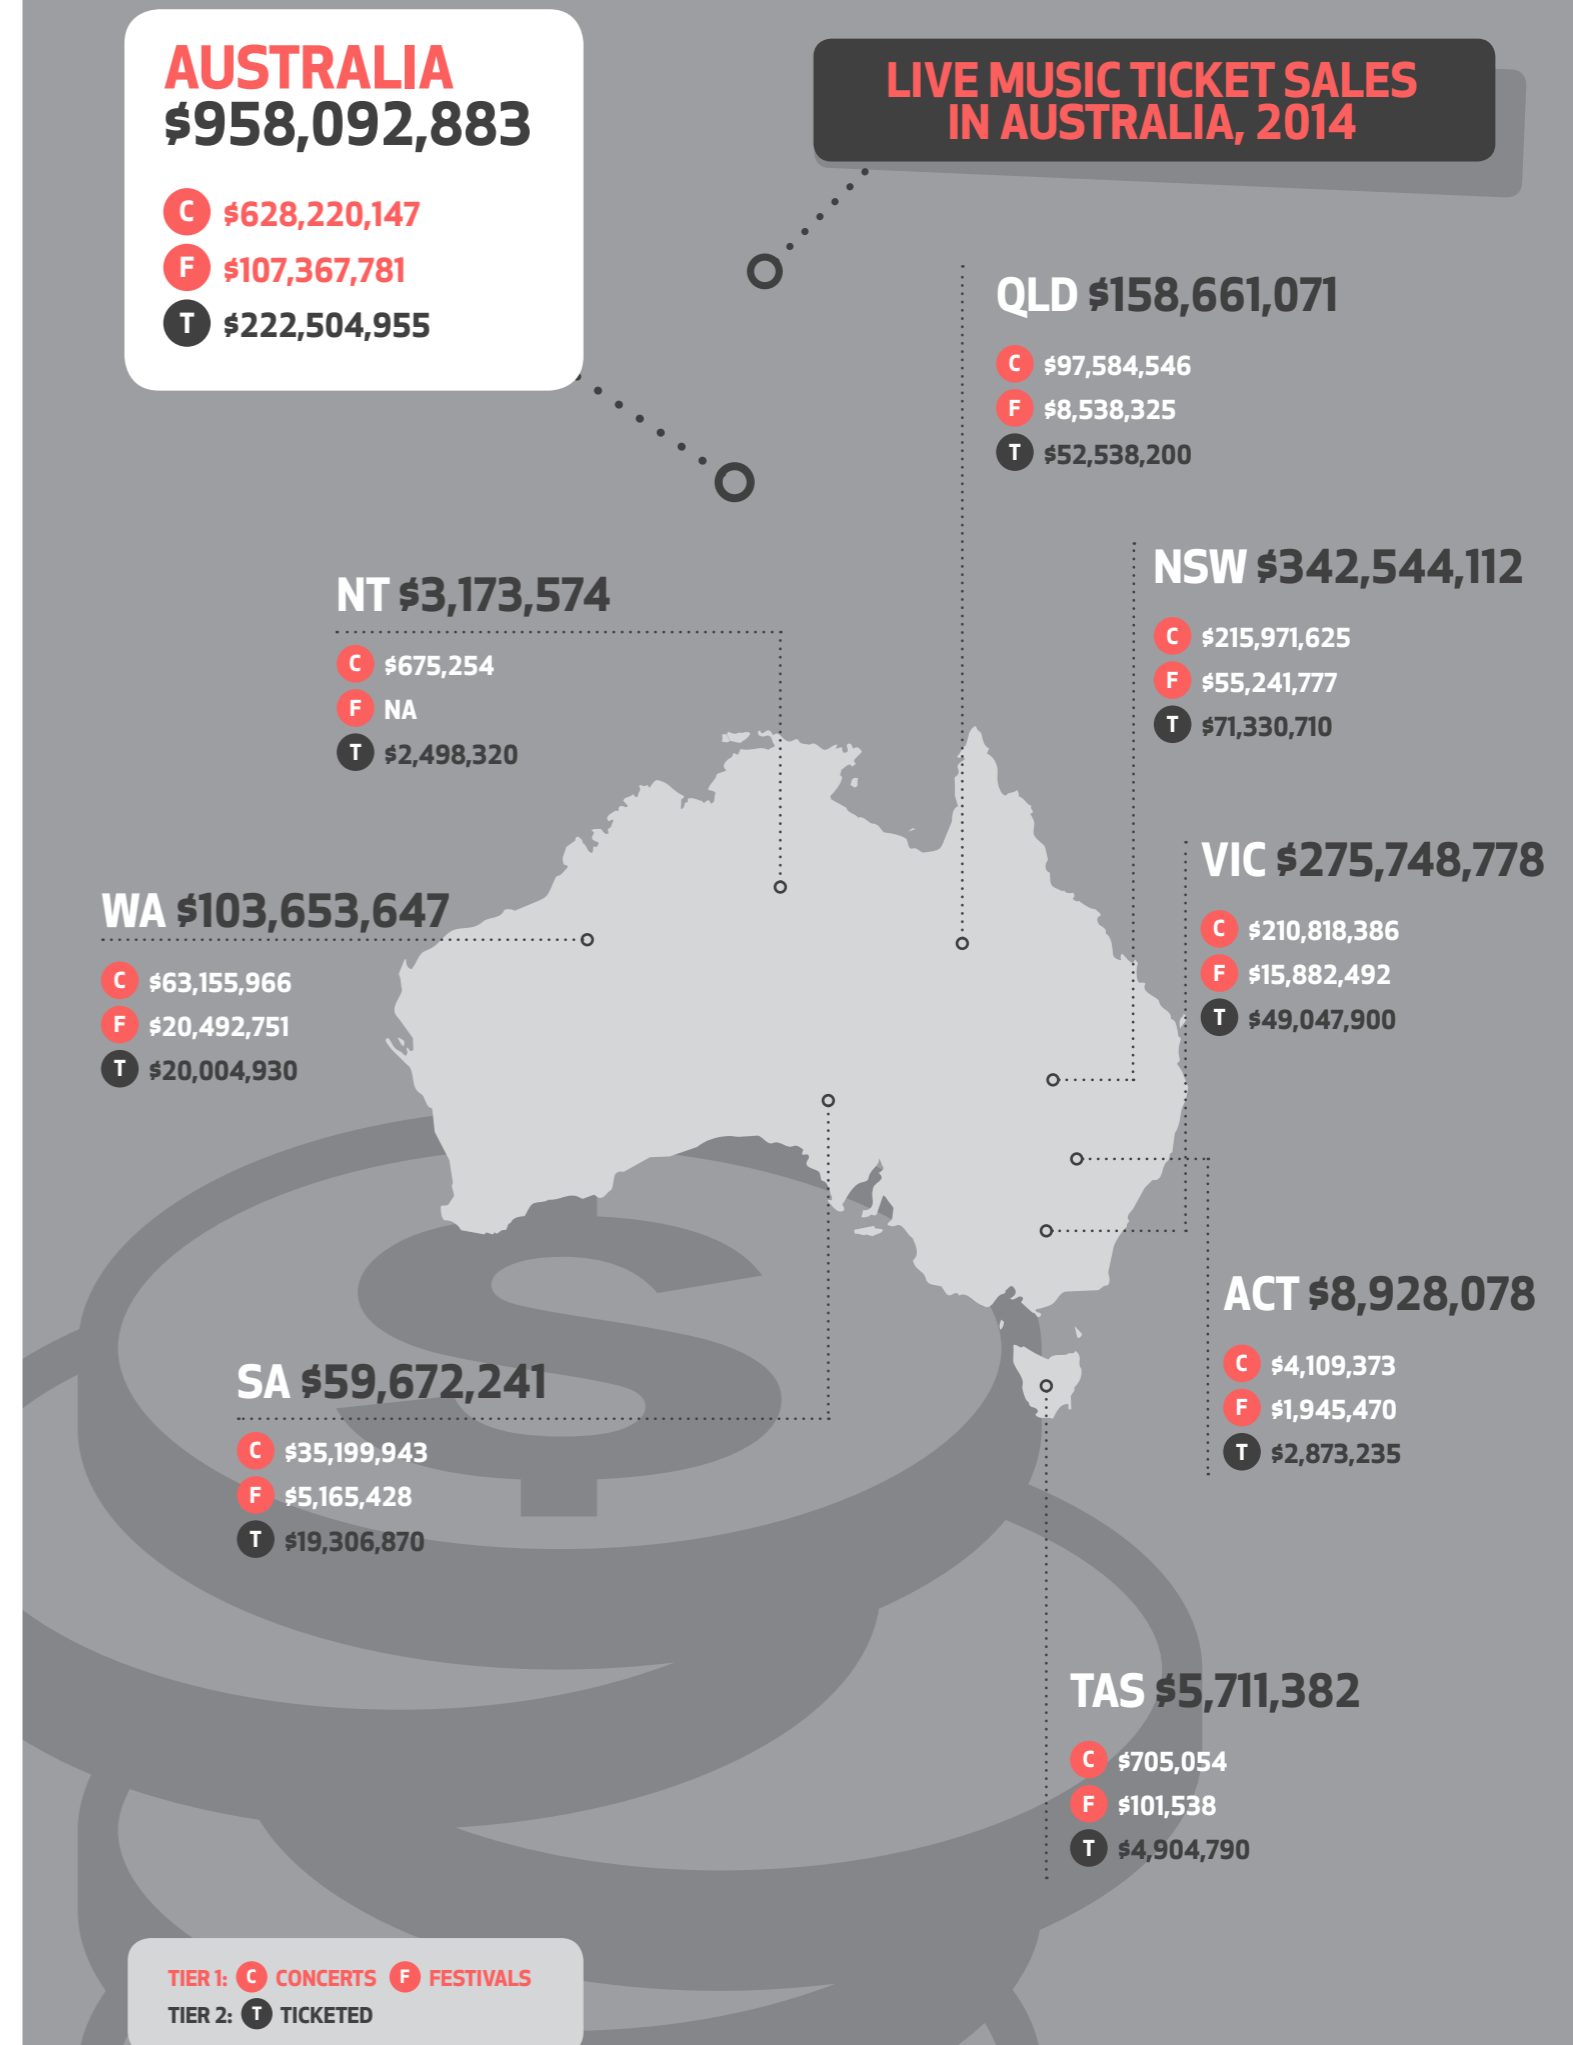 AUSTRALIA
$958,092,883
C $628,220,147
F $107,367,781
T $222,504,955
LIVE MUSIC TICKET SALES
IN AUSTRALIA, 2014
QLD $158,661,071
C $97,584,546
F $8,538,325
T $52,538,200
NT $3,173,574
C $675,254
F NA
T $2,498,320
NSW $342,544,112
C $215,971,625
F $55,241,777
T $71,330,710
VIC $275,748,778
C $210,818,386
F $15,882,492
T $49,047,900
WA $103,653,647
C $63,155,966
F $20,492,751
T $20,004,930
ACT $8,928,078
C $4,109,373
F $1,945,470
T $2,873,235
SA $59,672,241
C $35,199,943
F $5,165,428
T $19,306,870
TAS $5,711,382
C $705,054
F $101,538
T $4,904,790
TIER 1: C CONCERTS F FESTIVALS
TIER 2: T TICKETED